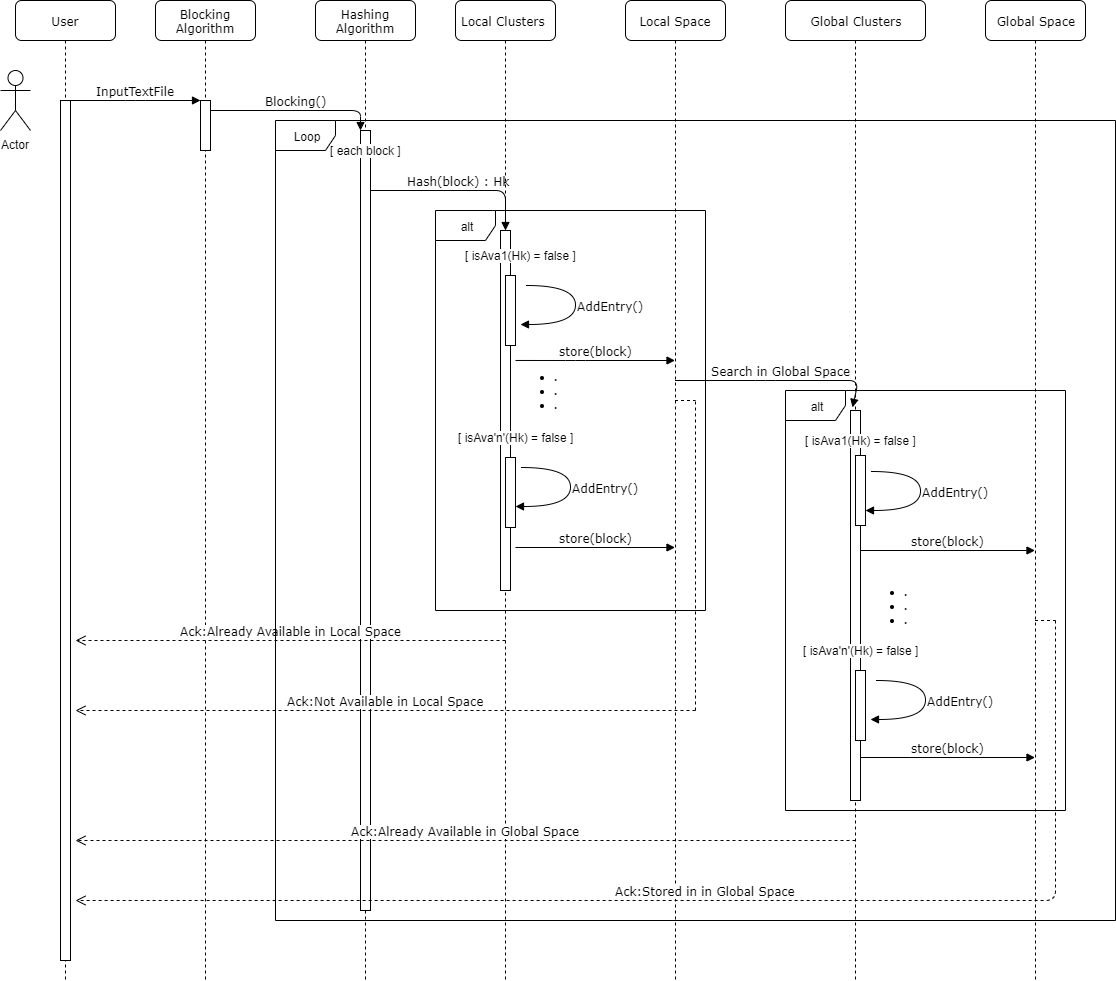 User
Blocking
Algorithm
Hashing
Algorithm
Local Clusters
Local Space
Global Clusters
Global Space
Actor
InputTextFile
Blocking()
Loop
[ each block ]
Hash(block) : Hk
alt
[ isAva1(Hk) = false ]
AddEntry()
store(block)
.
.
.
Search in Global Space
[ isAva'n'(Hk) = false ]
AddEntry()
store(block)
alt
[ isAva1(Hk) = false ]
AddEntry()
store(block)
.
.
.
[ isAva'n'(Hk) = false ]
AddEntry()
store(block)
Ack:Already Available in Local Space
Ack:Not Available in Local Space
Ack:Already Available in Global Space
Ack:Stored in in Global Space